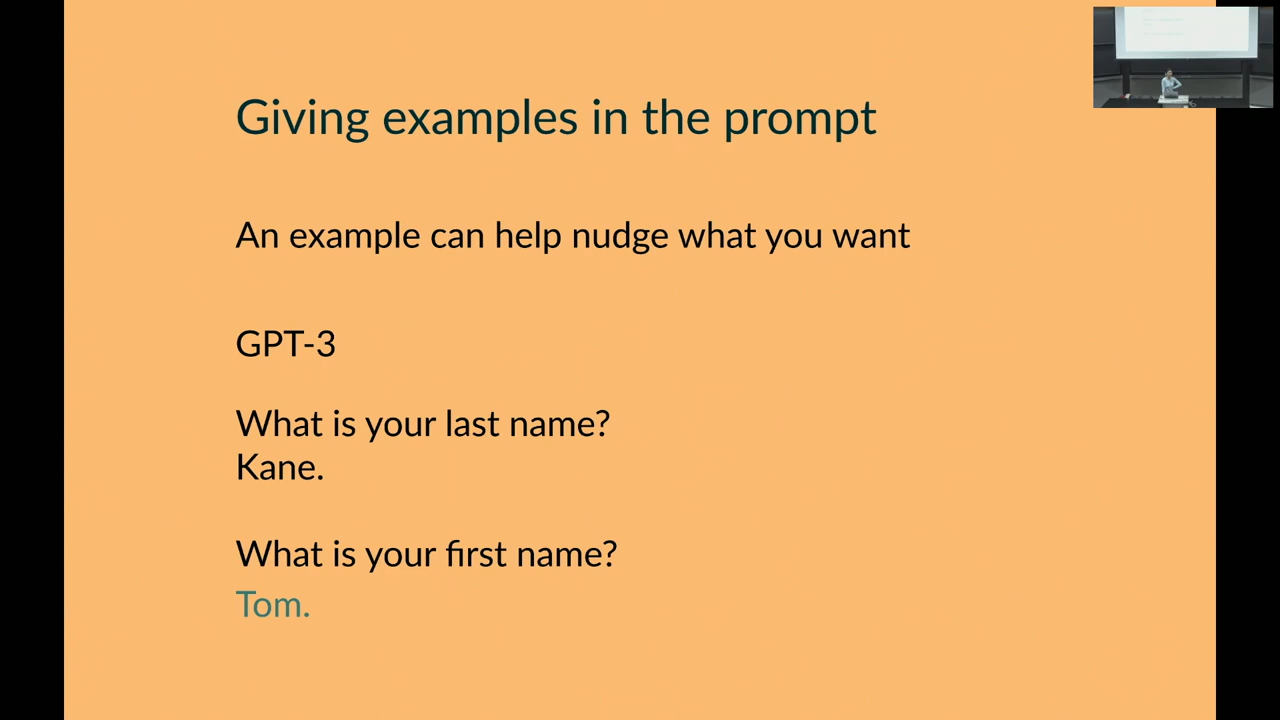 Giving examples in the prompt
An example can help nudge what you want
GPT-3
What is your last name?
Kane.
What is your first name?
Tom.